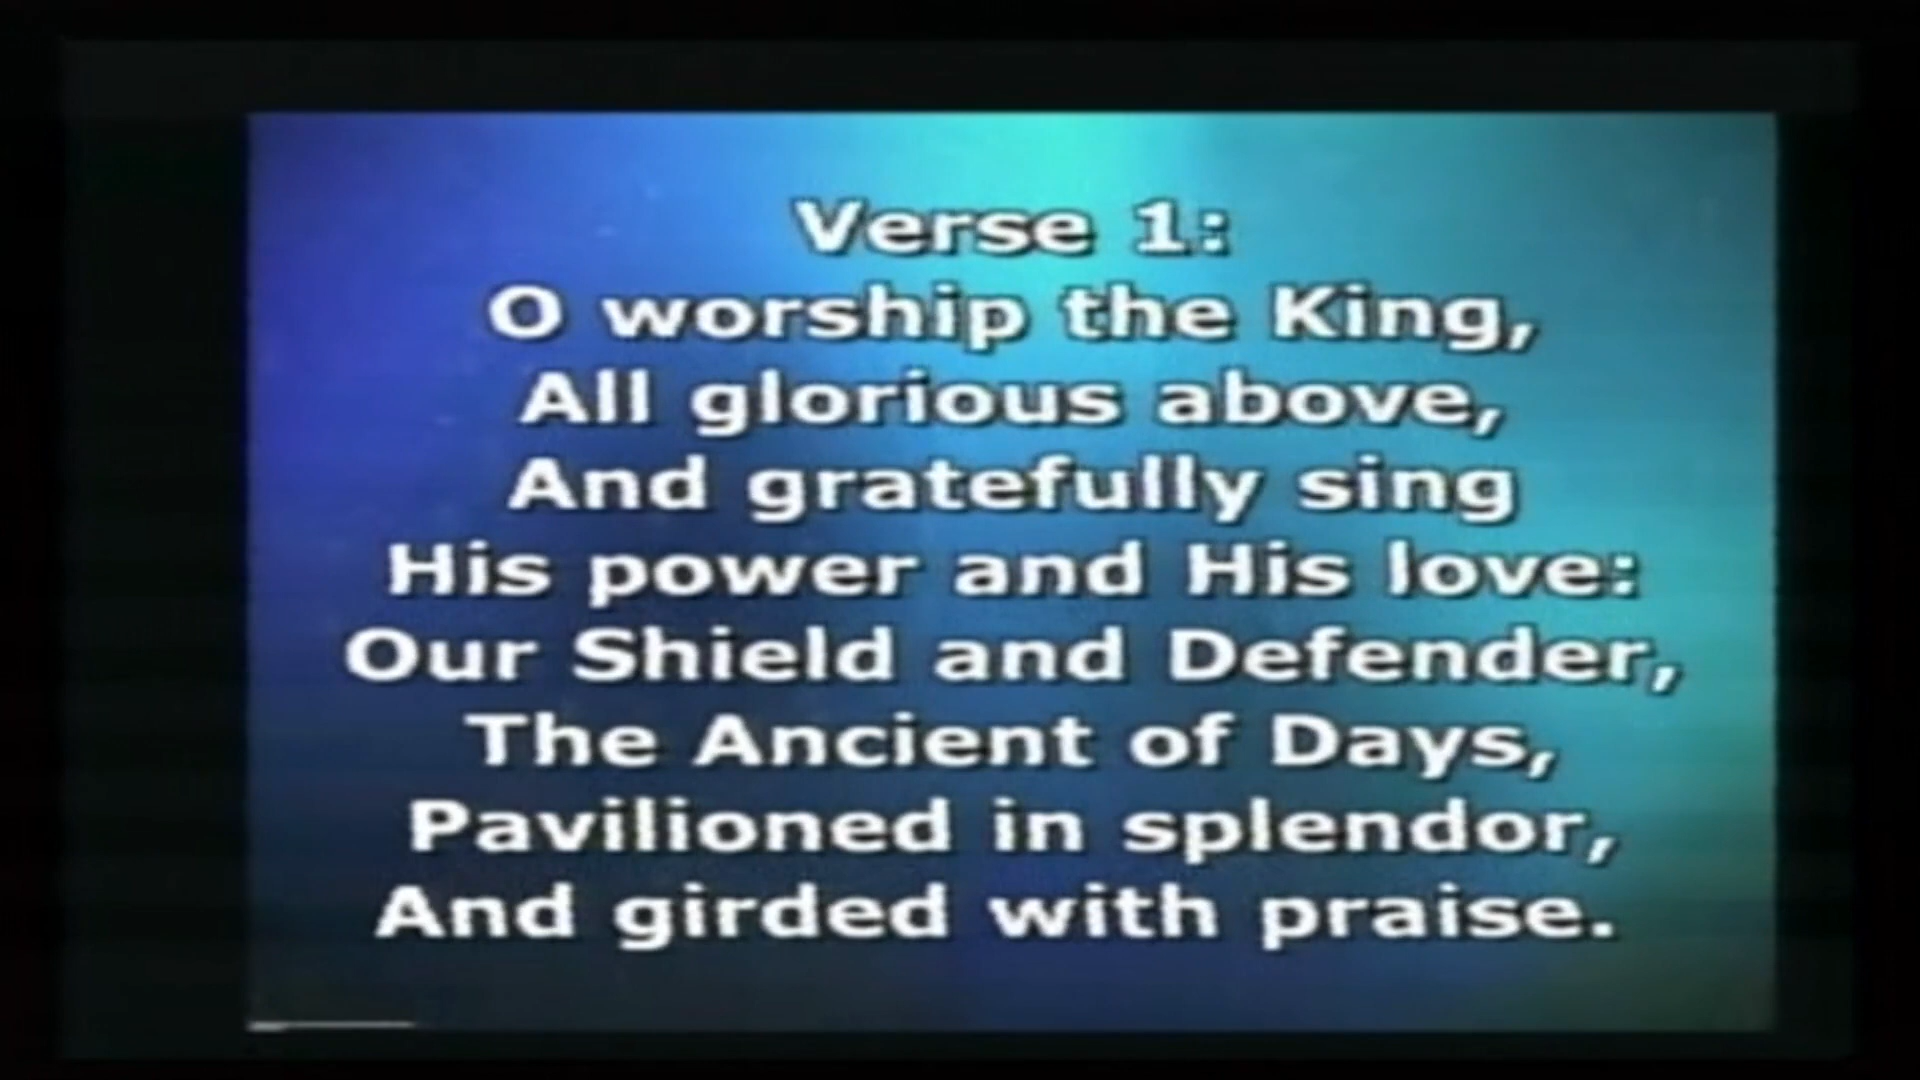 Verse 1:
O worship the King,
All glorious above,
And gratefully sing
His power and His love:
Our Shield and Defender,
The Ancient of Days,
Pavilioned in splendor,
And girded with praise.